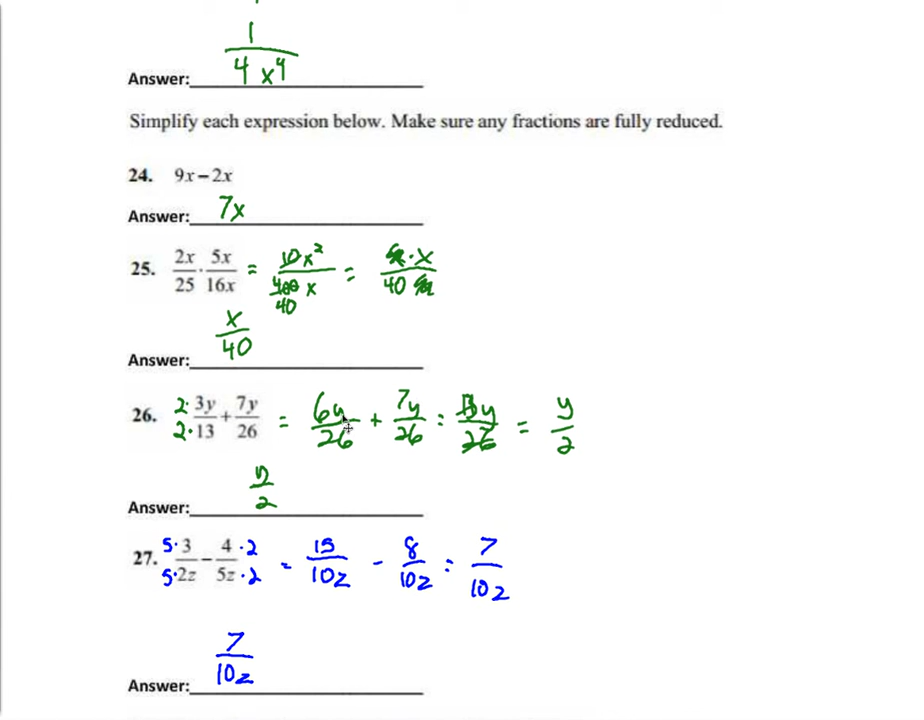 1
4x⁴
Answer:
Simplify each expression below. Make sure any fractions are fully reduced.
24. 9x – 2x
Answer: 7x
25. 2x/25 · 5x/16x = 10x²/400x 40 = 5x·x/40 5x
x/40
Answer:
26. 2· 3y/2· 13 + 7y/26 = 6y/26 + 7y/26 = 13y/26 = y/2
y/2
Answer:
27. 5· 3/5· 2z – 4 ·2/5z ·2 = 15/10z - 8/10z = 7/10z
7/10z
Answer: